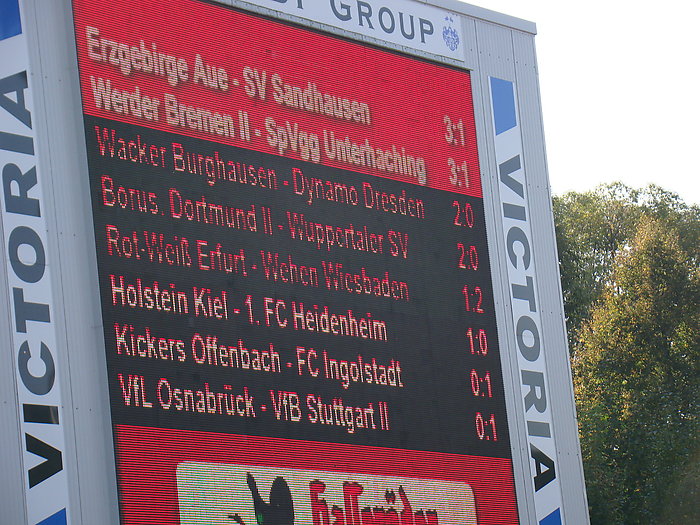 GROUP
VICTORIA
VICTORIA
Erzgebirge Aue - SV Sandhausen 3:1
Werder Bremen II - SpVgg Unterhaching 3:1
Wacker Burghausen - Dynamo Dresden 2:0
Borus. Dortmund II - Wuppertaler SV 2:0
Rot-Weiß Erfurt - Wehen Wiesbaden 1:2
Holstein Kiel - 1. FC Heidenheim 1:0
Kickers Offenbach - FC Ingolstadt 0:1
VfL Osnabrück - VfB Stuttgart II 0:1